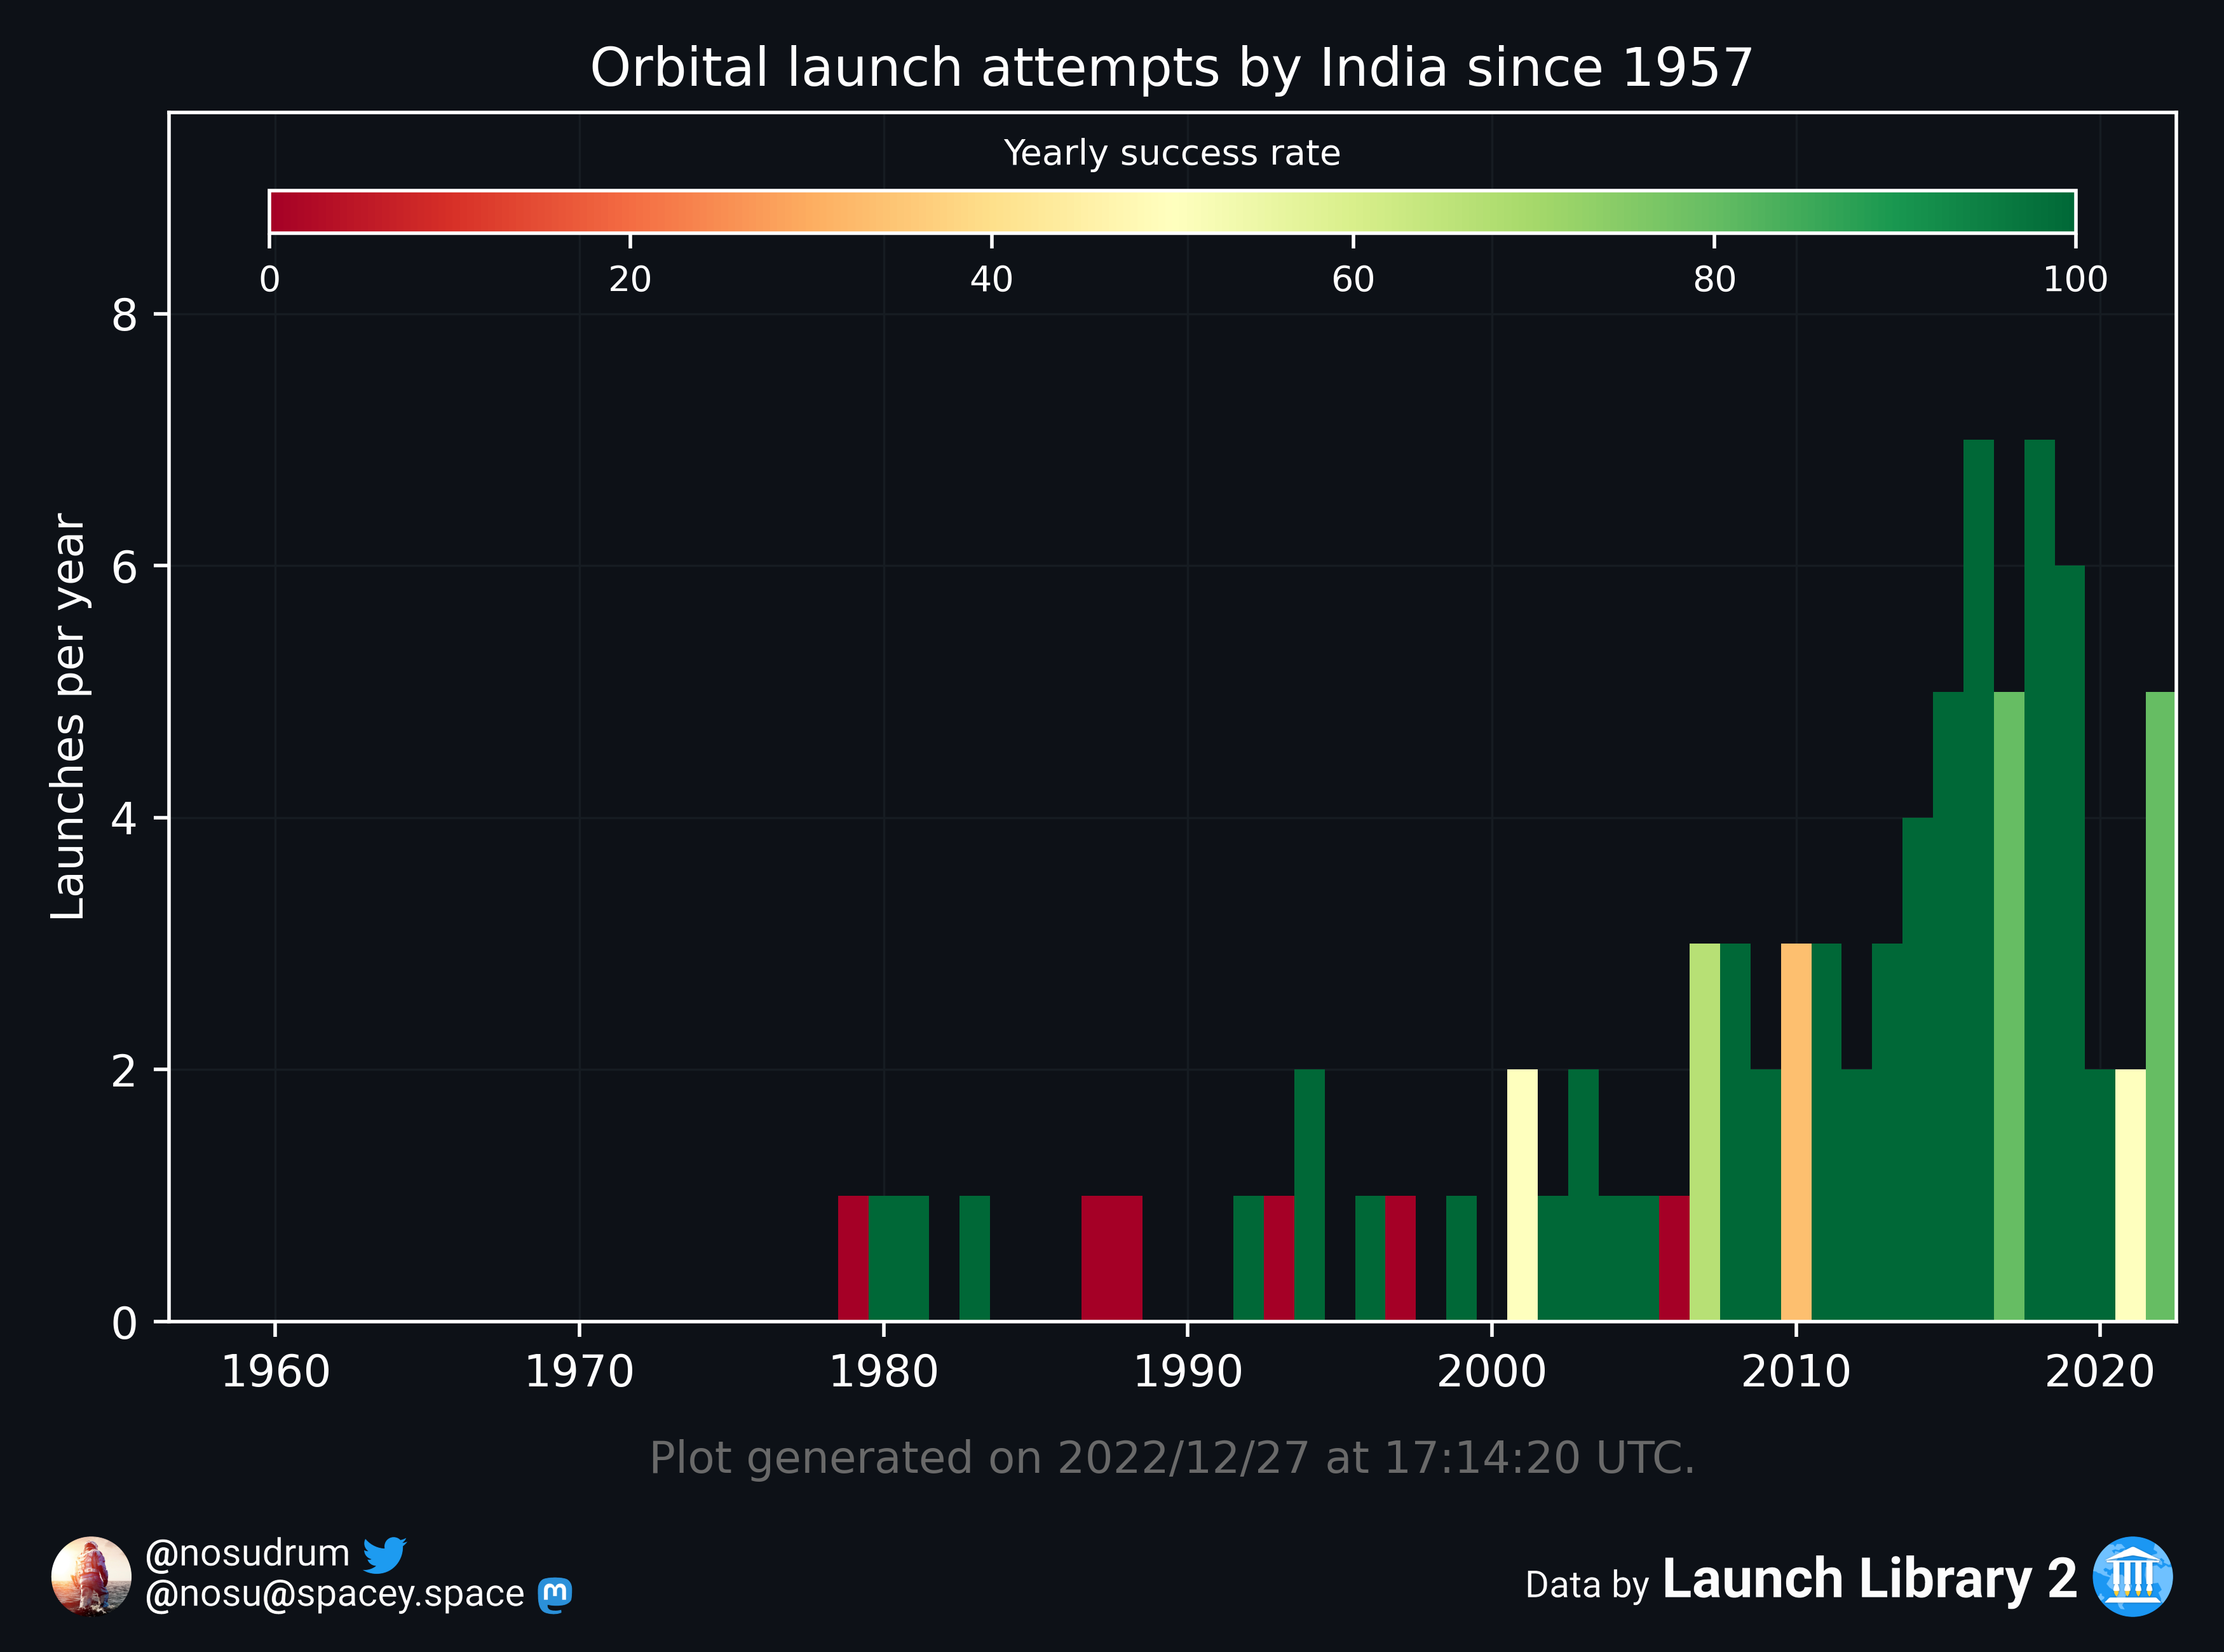 Orbital launch attempts by India since 1957
Yearly success rate
0 20 40 60 80 100
Launches per year
8
6
4
2
0
1960 1970 1980 1990 2000 2010 2020
Plot generated on 2022/12/27 at 17:14:20 UTC.
@nosudrum
@nosu@spacey.space
Data by Launch Library 2